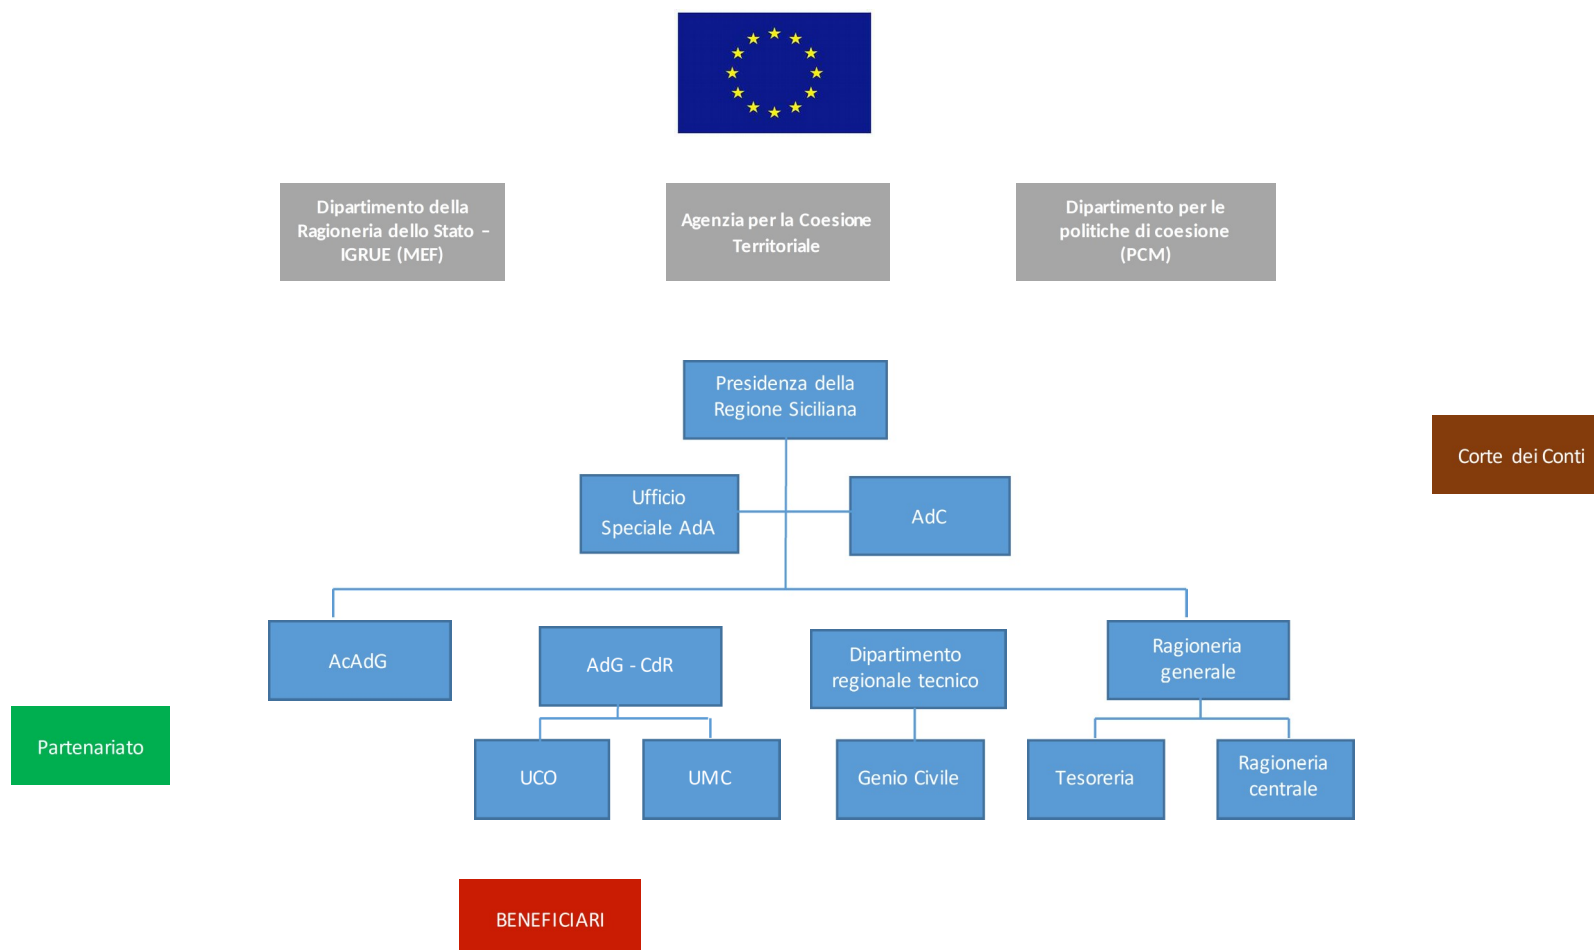 Dipartimento della
Ragioneria dello Stato –
IGRUE (MEF)
Agenzia per la Coesione
Territoriale
Dipartimento per le
politiche di coesione
(PCM)
Presidenza della
Regione Siciliana
Corte dei Conti
Ufficio
Speciale AdA
AdC
AcAdG
AdG - CdR
Dipartimento
regionale tecnico
Ragioneria
generale
Partenariato
UCO
UMC
Genio Civile
Tesoreria
Ragioneria
centrale
BENEFICIARI